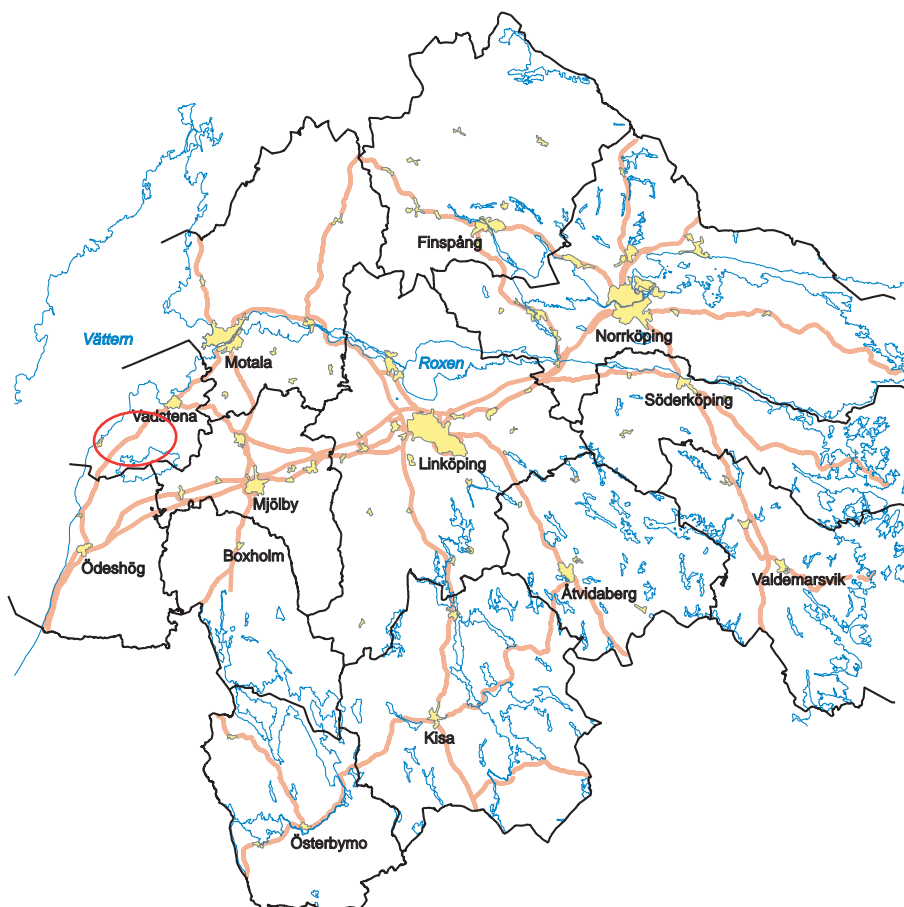 Finspång
Norrköping
Vättern
Motala
Roxen
Söderköping
Vadstena
Linköping
Mjölby
Boxholm
Ödeshög
Åtvidaberg
Valdemarsvik
Kisa
Österbymo